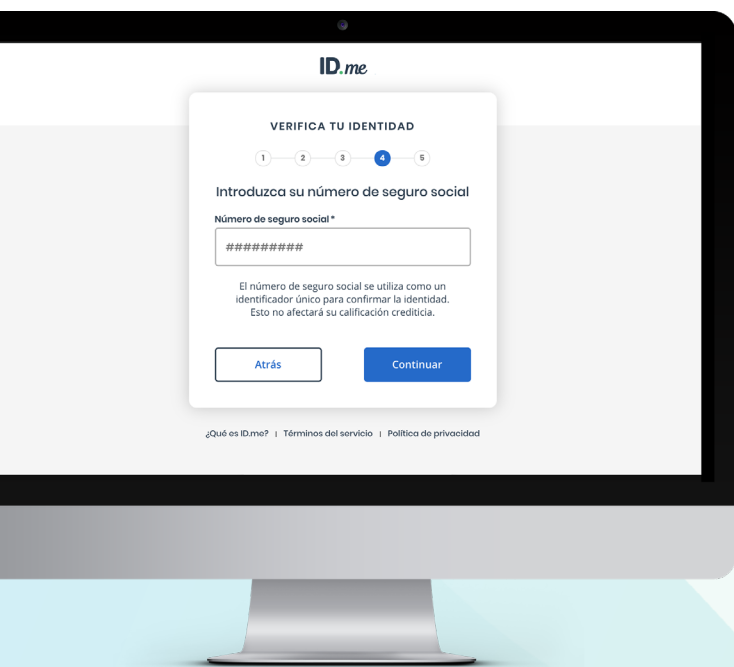 ID.me
VERIFICA TU IDENTIDAD
1 2 3 4 5
Introduzca su número de seguro social
Número de seguro social *
#########
El número de seguro social se utiliza como un
identificador único para confirmar la identidad.
Esto no afectará su calificación crediticia.
Atrás Continuar
¿Qué es ID.me? | Términos del servicio | Política de privacidad